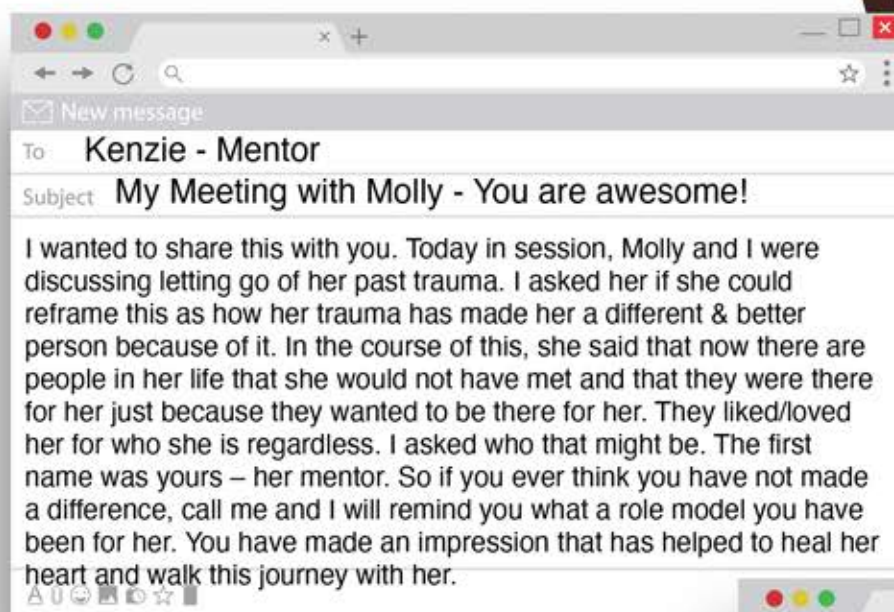 New message
To Kenzie - Mentor
Subject My Meeting with Molly - You are awesome!
I wanted to share this with you. Today in session, Molly and I were
discussing letting go of her past trauma. I asked her if she could
reframe this as how her trauma has made her a different & better
person because of it. In the course of this, she said that now there are
people in her life that she would not have met and that they were there
for her just because they wanted to be there for her. They liked/loved
her for who she is regardless. I asked who that might be. The first
name was yours – her mentor. So if you ever think you have not made
a difference, call me and I will remind you what a role model you have
been for her. You have made an impression that has helped to heal her
heart and walk this journey with her.